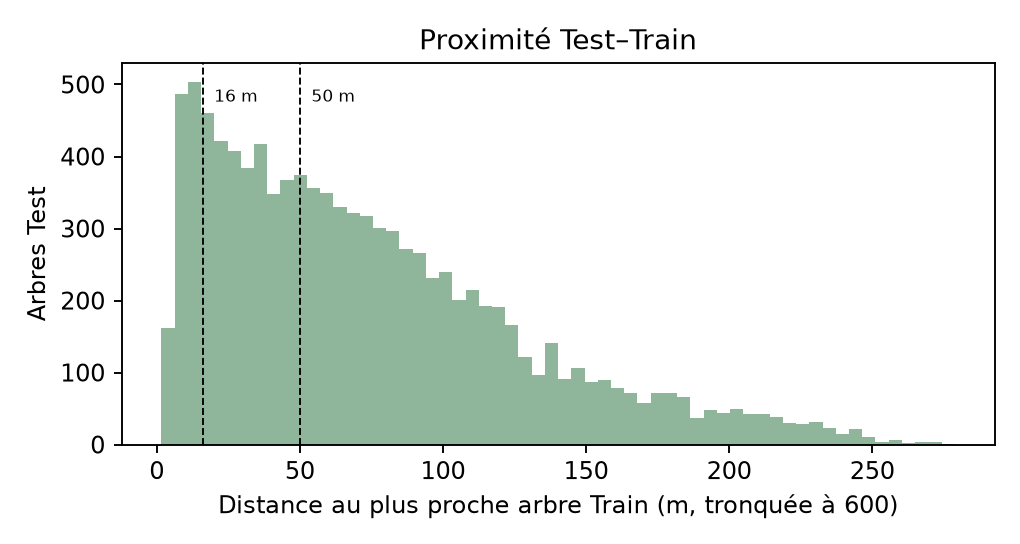 Proximité Test–Train
500
400
300
200
100
0
Arbres Test
16 m
50 m
0 50 100 150 200 250
Distance au plus proche arbre Train (m, tronquée à 600)